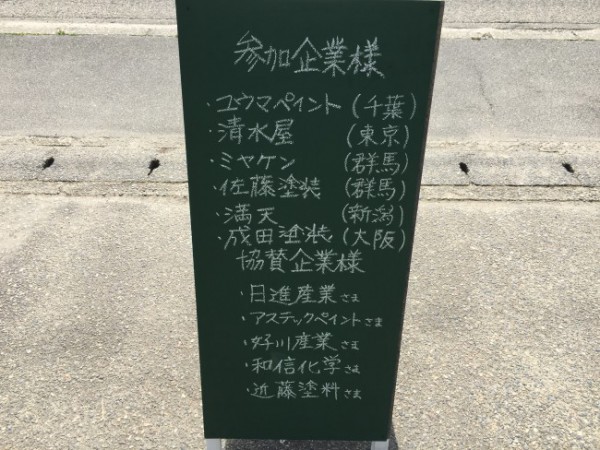 参加企業様
・ユウマペイント(千葉)
・清水屋 (東京)
・ミヤケン (群馬)
・佐藤塗装 (群馬)
・満天 (新潟)
・成田塗装(大阪)
協賛企業様
・日進産業さま
・アステックペイントさま
・好川産業さま
・和信化学さま
・近藤塗料さま